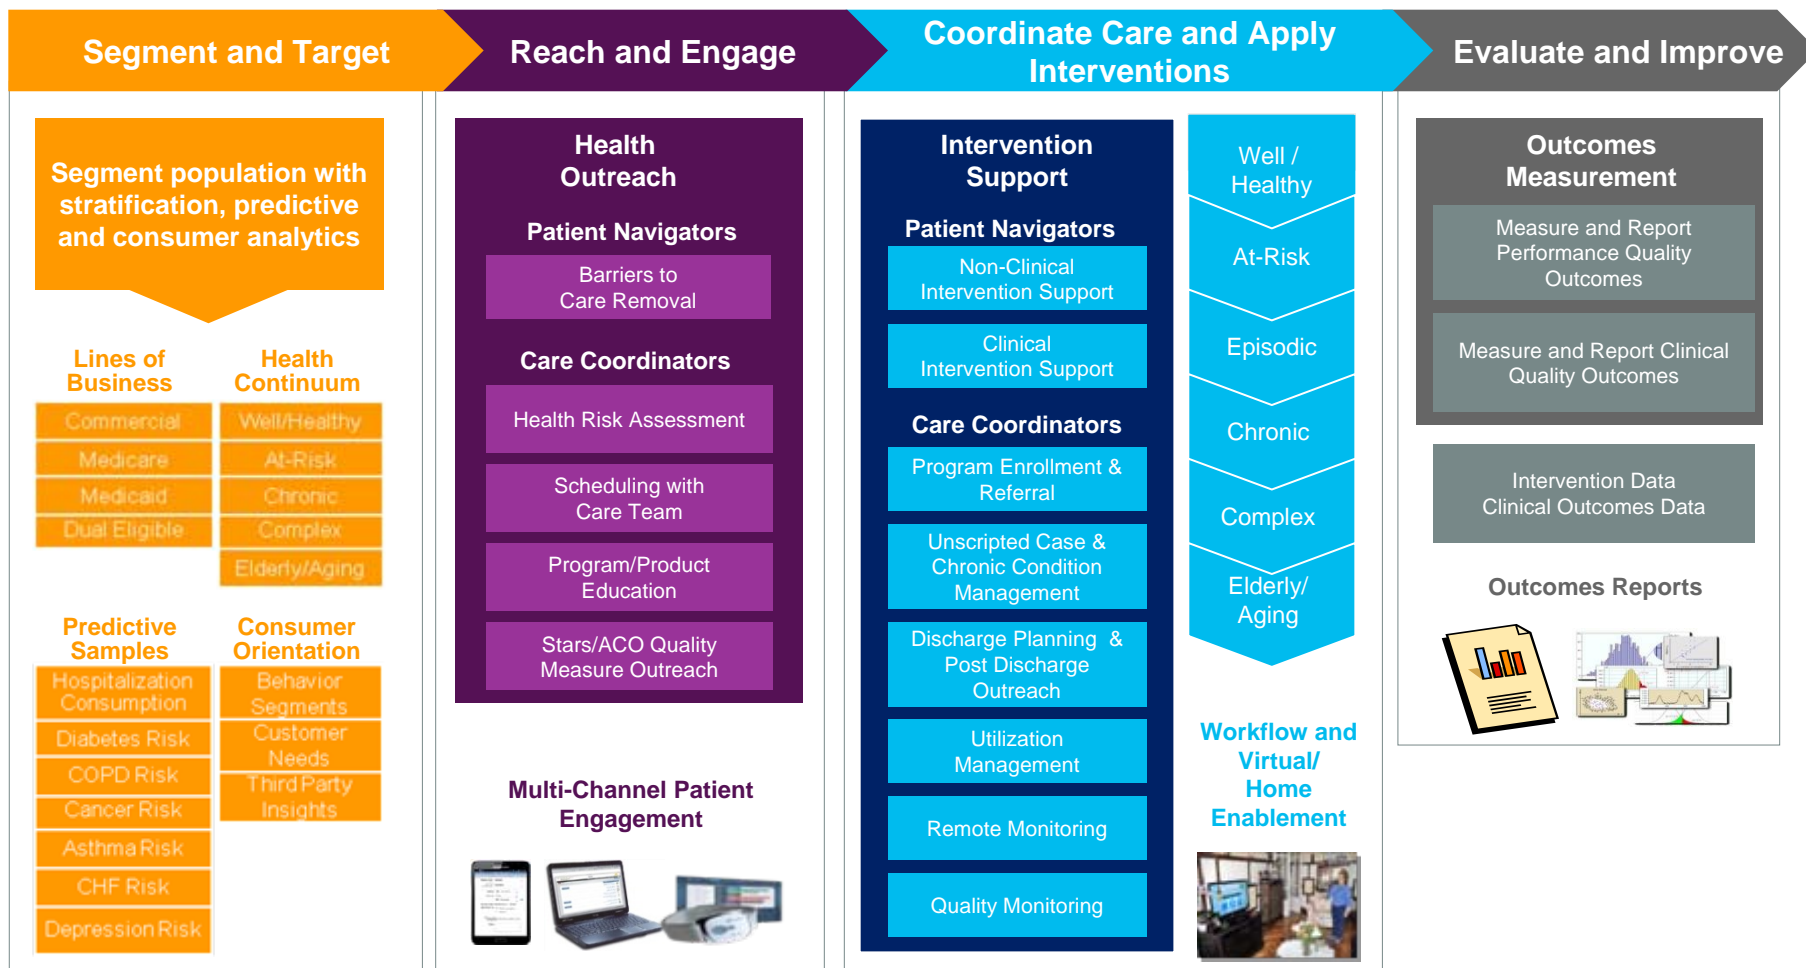 Segment and Target
Reach and Engage
Coordinate Care and Apply
Interventions
Evaluate and Improve
Segment population with
stratification, predictive
and consumer analytics
Lines of
Business
Commercial
Medicare
Medicaid
Dual Eligible
Health
Continuum
Well/Healthy
At-Risk
Chronic
Complex
Elderly/Aging
Predictive
Samples
Hospitalization
Consumption
Diabetes Risk
COPD Risk
Cancer Risk
Asthma Risk
CHF Risk
Depression Risk
Consumer
Orientation
Behavior
Segments
Customer
Needs
Third Party
Insights
Health
Outreach
Patient Navigators
Barriers to
Care Removal
Care Coordinators
Health Risk Assessment
Scheduling with
Care Team
Program/Product
Education
Stars/ACO Quality
Measure Outreach
Multi-Channel Patient
Engagement
Intervention
Support
Patient Navigators
Non-Clinical
Intervention Support
Clinical
Intervention Support
Care Coordinators
Program Enrollment &
Referral
Unscripted Case &
Chronic Condition
Management
Discharge Planning &
Post Discharge
Outreach
Utilization
Management
Remote Monitoring
Quality Monitoring
Well /
Healthy
At-Risk
Episodic
Chronic
Complex
Elderly/
Aging
Workflow and
Virtual/
Home
Enablement
Outcomes
Measurement
Measure and Report
Performance Quality
Outcomes
Measure and Report Clinical
Quality Outcomes
Intervention Data
Clinical Outcomes Data
Outcomes Reports